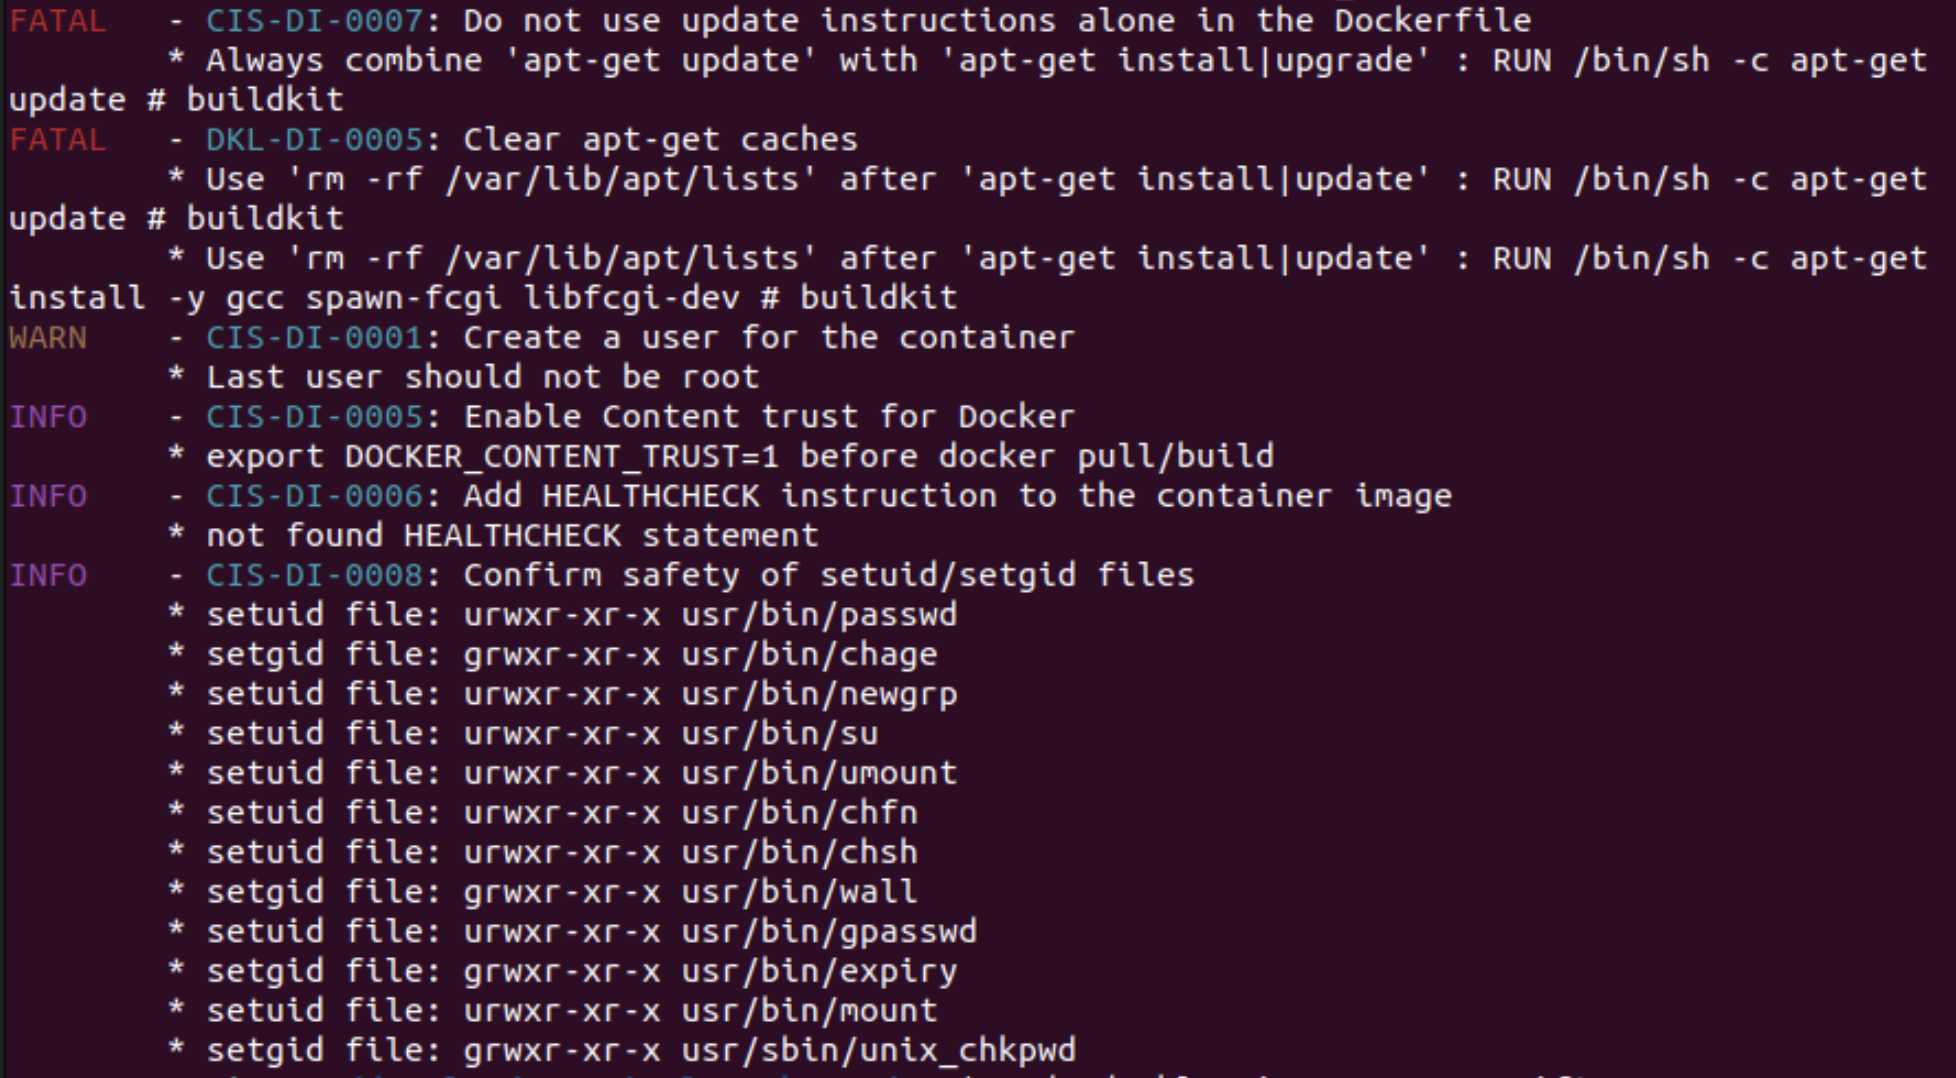 FATAL - CIS-DI-0007: Do not use update instructions alone in the Dockerfile
* Always combine 'apt-get update' with 'apt-get install|upgrade' : RUN /bin/sh -c apt-get
update # buildkit
FATAL - DKL-DI-0005: Clear apt-get caches
* Use 'rm -rf /var/lib/apt/lists' after 'apt-get install|update' : RUN /bin/sh -c apt-get
update # buildkit
* Use 'rm -rf /var/lib/apt/lists' after 'apt-get install|update' : RUN /bin/sh -c apt-get
install -y gcc spawn-fcgi libfcgi-dev # buildkit
WARN - CIS-DI-0001: Create a user for the container
* Last user should not be root
INFO - CIS-DI-0005: Enable Content trust for Docker
* export DOCKER_CONTENT_TRUST=1 before docker pull/build
INFO - CIS-DI-0006: Add HEALTHCHECK instruction to the container image
* not found HEALTHCHECK statement
INFO - CIS-DI-0008: Confirm safety of setuid/setgid files
* setuid file: urwxr-xr-x usr/bin/passwd
* setgid file: grwxr-xr-x usr/bin/chage
* setuid file: urwxr-xr-x usr/bin/newgrp
* setuid file: urwxr-xr-x usr/bin/su
* setuid file: urwxr-xr-x usr/bin/umount
* setuid file: urwxr-xr-x usr/bin/chfn
* setuid file: urwxr-xr-x usr/bin/chsh
* setgid file: grwxr-xr-x usr/bin/wall
* setuid file: urwxr-xr-x usr/bin/gpasswd
* setgid file: grwxr-xr-x usr/bin/expiry
* setuid file: urwxr-xr-x usr/bin/mount
* setgid file: grwxr-xr-x usr/sbin/unix_chkpwd